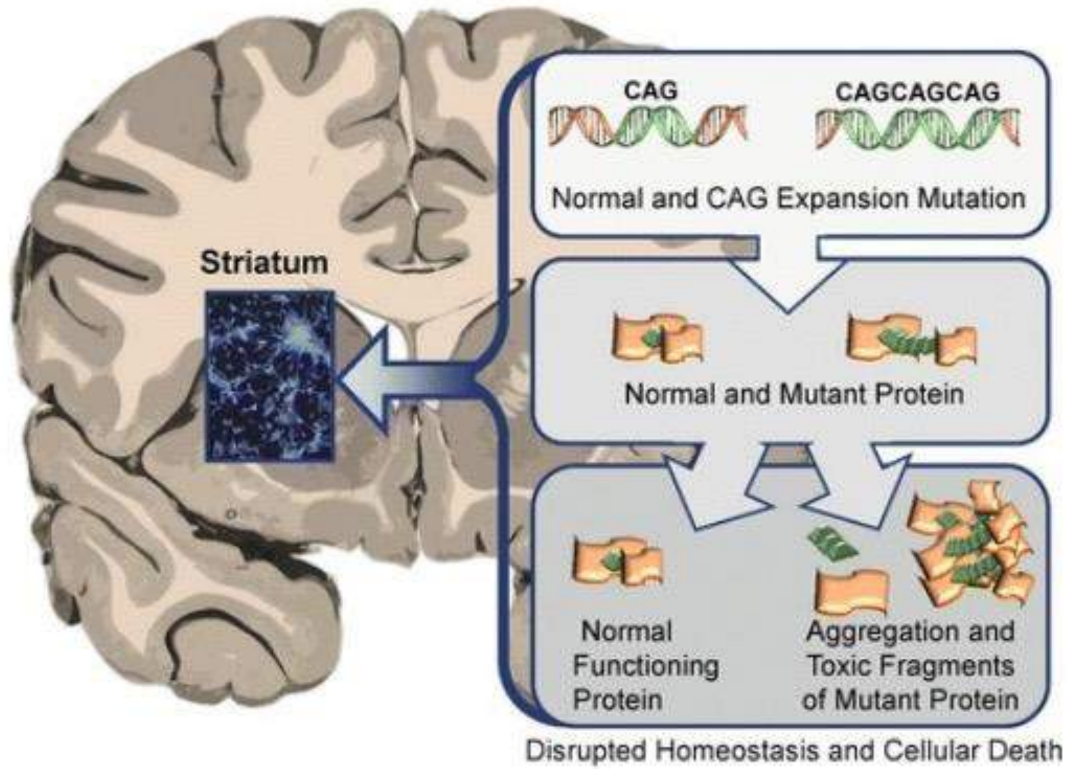 CAG
CAGCAGCAG
Normal and CAG Expansion Mutation
Striatum
Normal and Mutant Protein
Normal
Functioning
Protein
Aggregation and
Toxic Fragments
of Mutant Protein
Disrupted Homeostasis and Cellular Death